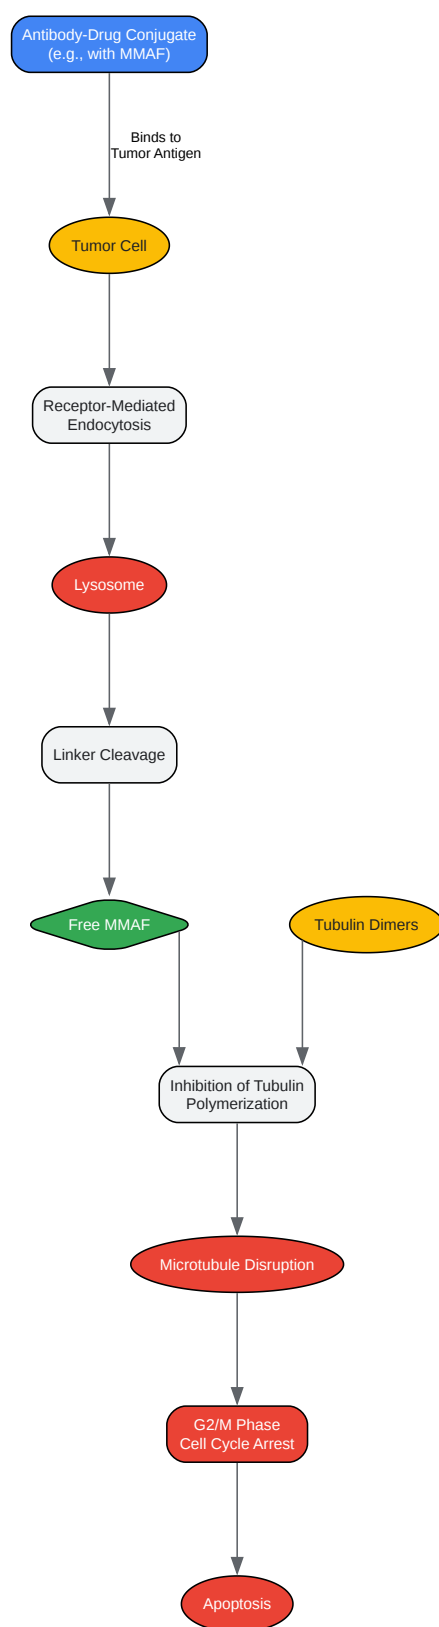 Antibody-Drug Conjugate
(e.g., with MMAF)
Binds to
Tumor Antigen
Tumor Cell
Receptor-Mediated
Endocytosis
Lysosome
Linker Cleavage
Free MMAF
Tubulin Dimers
Inhibition of Tubulin
Polymerization
Microtubule Disruption
G2/M Phase
Cell Cycle Arrest
Apoptosis